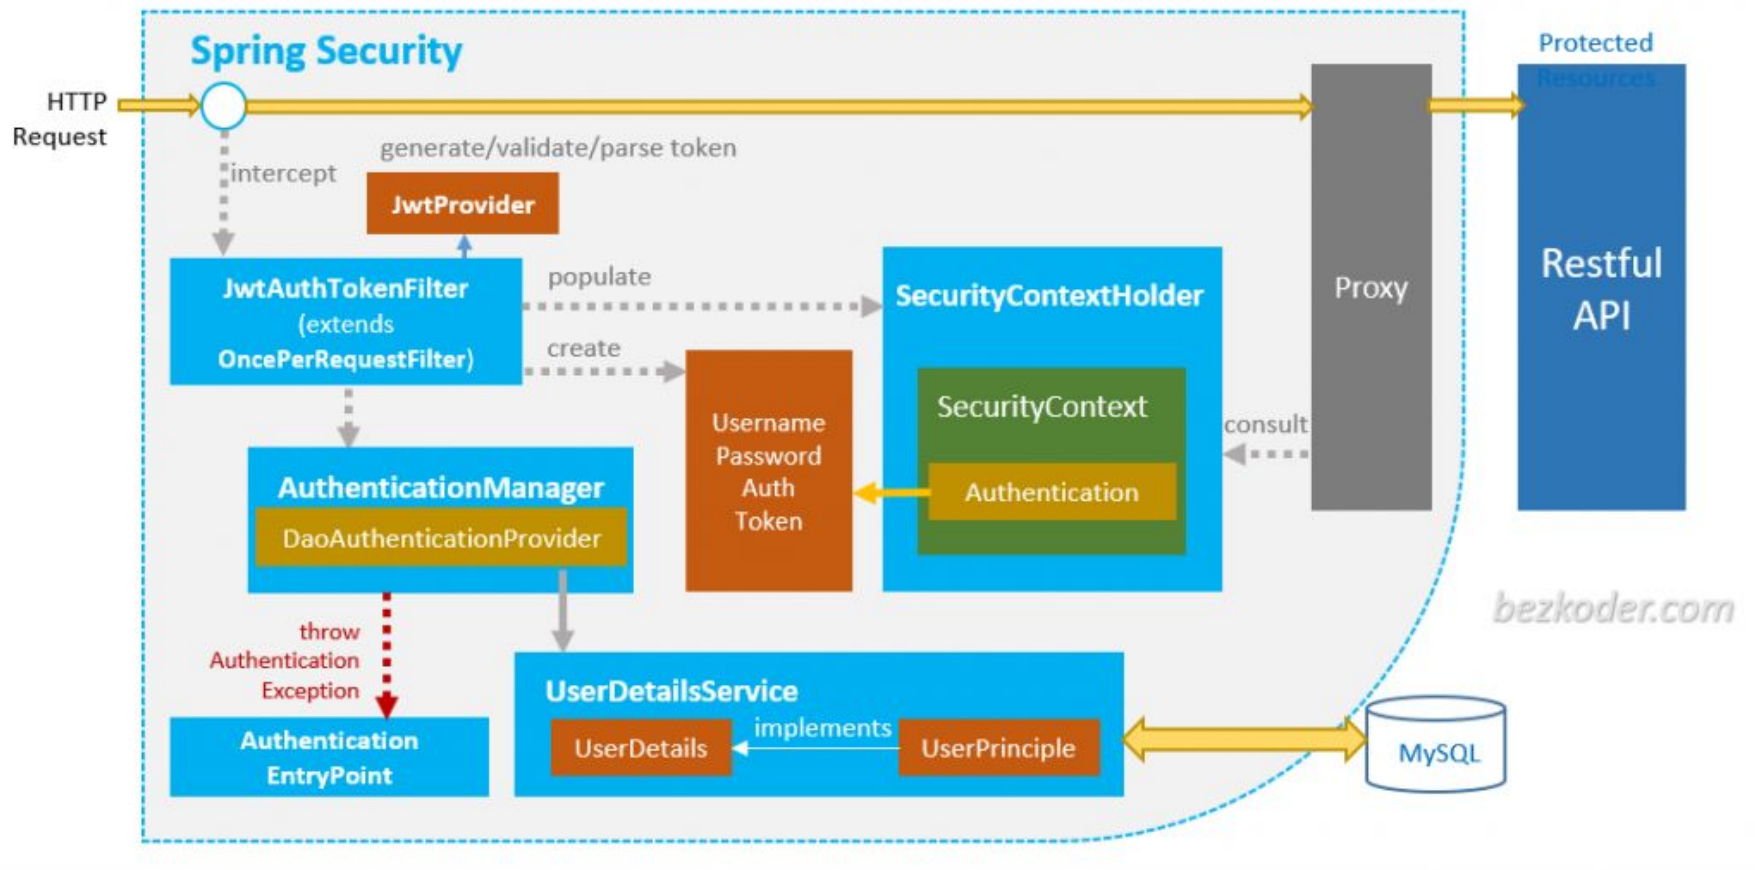 Spring Security
HTTP
Request
intercept
generate/validate/parse token
JwtProvider
JwtAuthTokenFilter
(extends
OncePerRequestFilter)
populate
create
SecurityContextHolder
SecurityContext
Authentication
Username
Password
Auth
Token
consult
Proxy
Protected
Resources
Restful
API
AuthenticationManager
DaoAuthenticationProvider
throw
Authentication
Exception
Authentication
EntryPoint
UserDetailsService
UserDetails
implements
UserPrinciple
MySQL
bezkoder.com